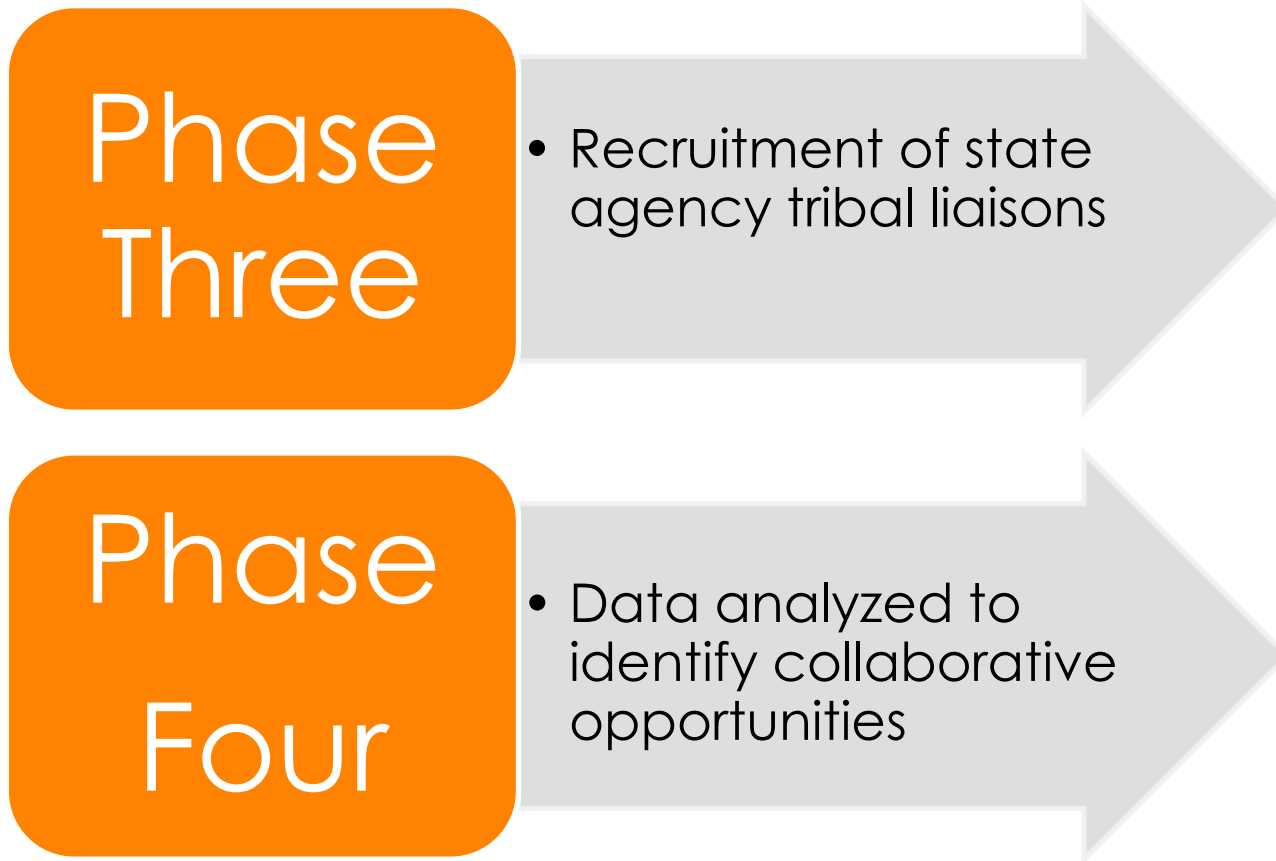 Phase
Three
• Recruitment of state
agency tribal liaisons
Phase
Four
• Data analyzed to
identify collaborative
opportunities